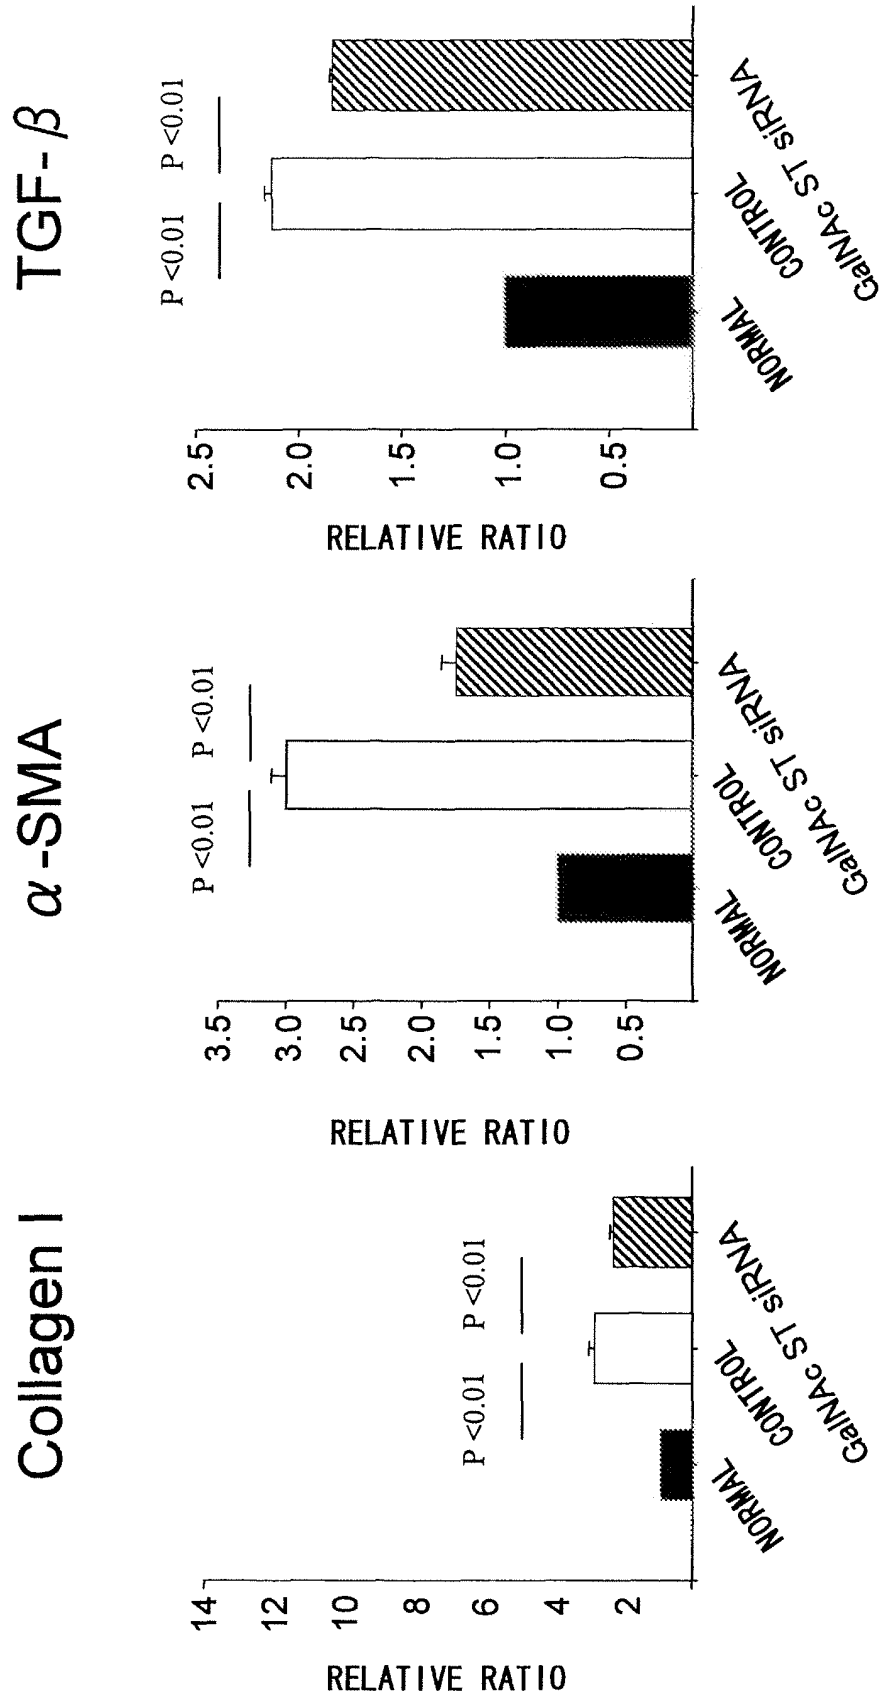 Collagen I
P <0.01 P <0.01
RELATIVE RATIO
14
12
10
8
6
4
2
NORMAL
CONTROL
GalNAc ST siRNA
α-SMA
P <0.01 P <0.01
RELATIVE RATIO
3.5
3.0
2.5
2.0
1.5
1.0
0.5
NORMAL
CONTROL
GalNAc ST siRNA
TGF-β
P <0.01 P <0.01
RELATIVE RATIO
2.5
2.0
1.5
1.0
0.5
NORMAL
CONTROL
GalNAc ST siRNA